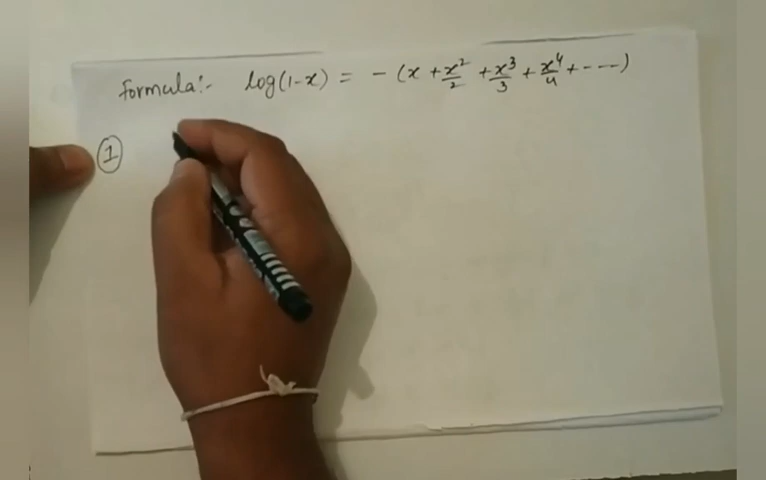 formula:- log(1-x) = - (x + x²/2 + x³/3 + x⁴/4 + ----)
①